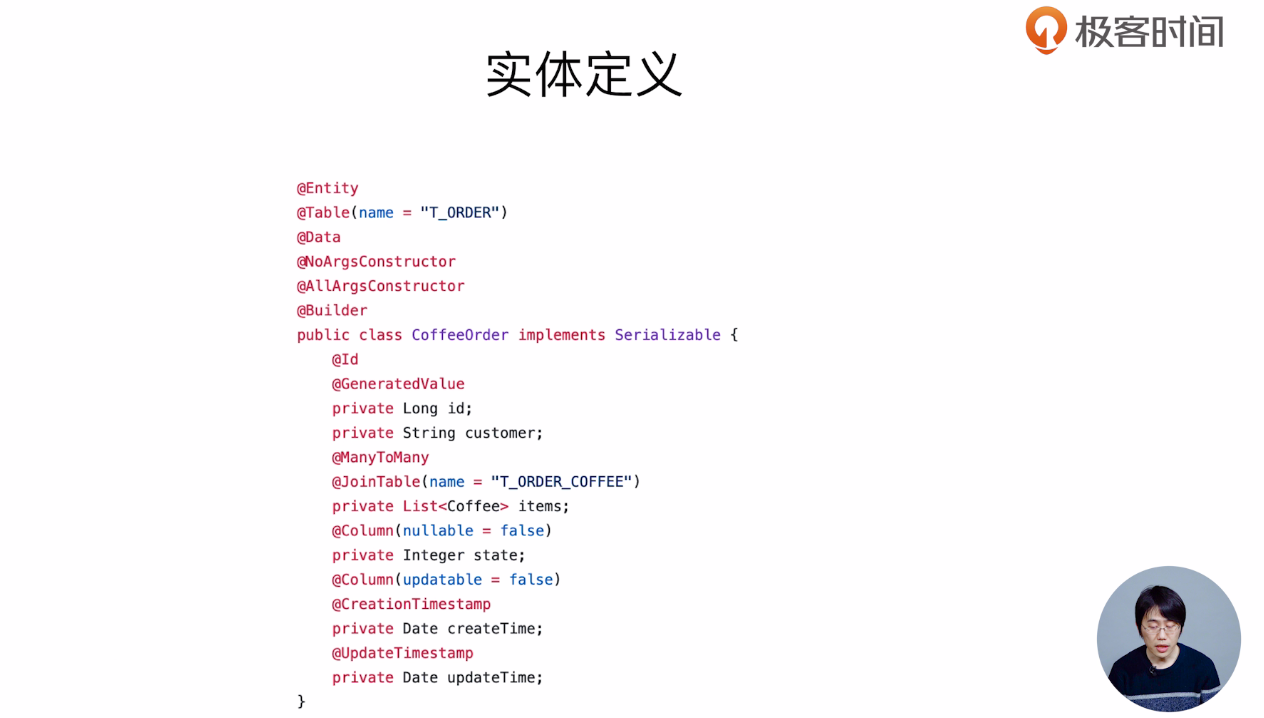 极客时间
实体定义
@Entity
@Table(name = "T_ORDER")
@Data
@NoArgsConstructor
@AllArgsConstructor
@Builder
public class CoffeeOrder implements Serializable {
    @Id
    @GeneratedValue
    private Long id;
    private String customer;
    @ManyToMany
    @JoinTable(name = "T_ORDER_COFFEE")
    private List<Coffee> items;
    @Column(nullable = false)
    private Integer state;
    @Column(updatable = false)
    @CreationTimestamp
    private Date createTime;
    @UpdateTimestamp
    private Date updateTime;
}